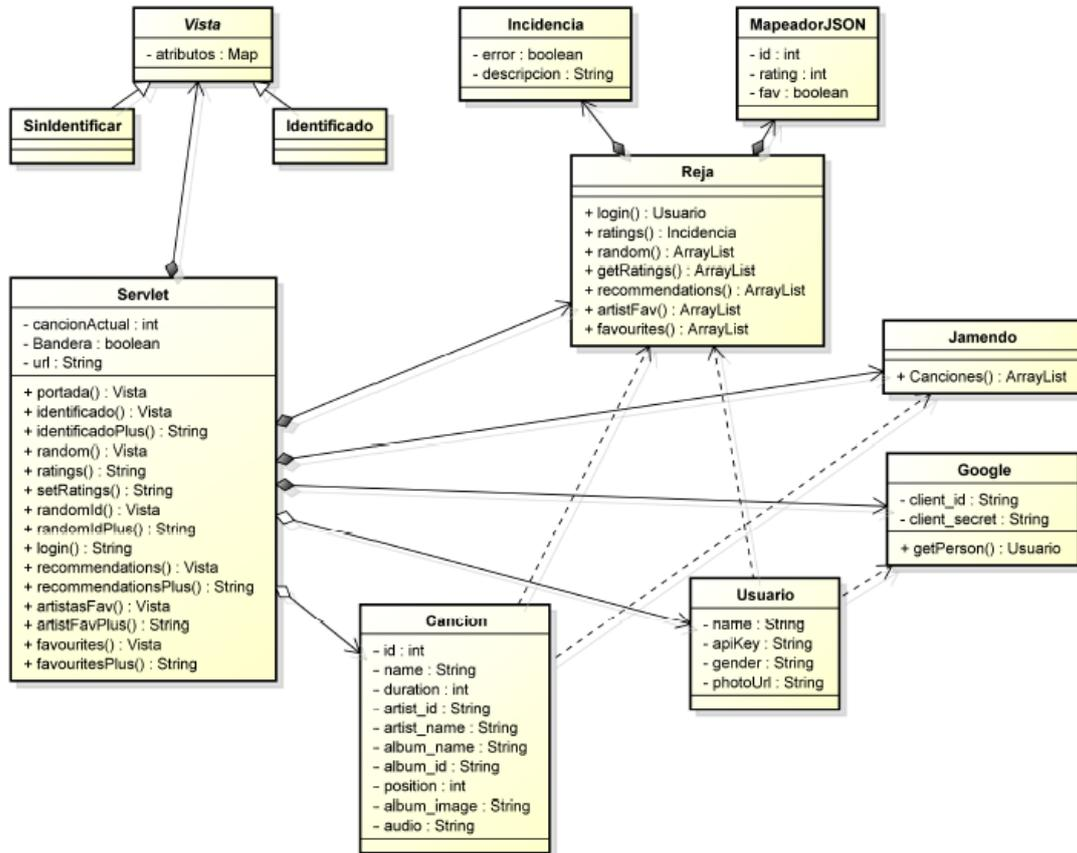 Vista
- atributos : Map
SinIdentificar
Identificado
Incidencia
- error : boolean
- descripcion : String
MapeadorJSON
- id : int
- rating : int
- fav : boolean
Reja
+ login() : Usuario
+ ratings() : Incidencia
+ random() : ArrayList
+ getRatings() : ArrayList
+ recommendations() : ArrayList
+ artistFav() : ArrayList
+ favourites() : ArrayList
Servlet
- cancionActual : int
- Bandera : boolean
- url : String
+ portada() : Vista
+ identificado() : Vista
+ identificadoPlus() : String
+ random() : Vista
+ ratings() : String
+ setRatings() : String
+ randomId() : Vista
+ randomIdPlus() : String
+ login() : String
+ recommendations() : Vista
+ recommendationsPlus() : String
+ artistasFav() : Vista
+ artistFavPlus() : String
+ favourites() : Vista
+ favouritesPlus() : String
Jamendo
+ Canciones() : ArrayList
Google
- client_id : String
- client_secret : String
+ getPerson() : Usuario
Usuario
- name : String
- apiKey : String
- gender : String
- photoUrl : String
Cancion
- id : int
- name : String
- duration : int
- artist_id : String
- artist_name : String
- album_name : String
- album_id : String
- position : int
- album_image : String
- audio : String